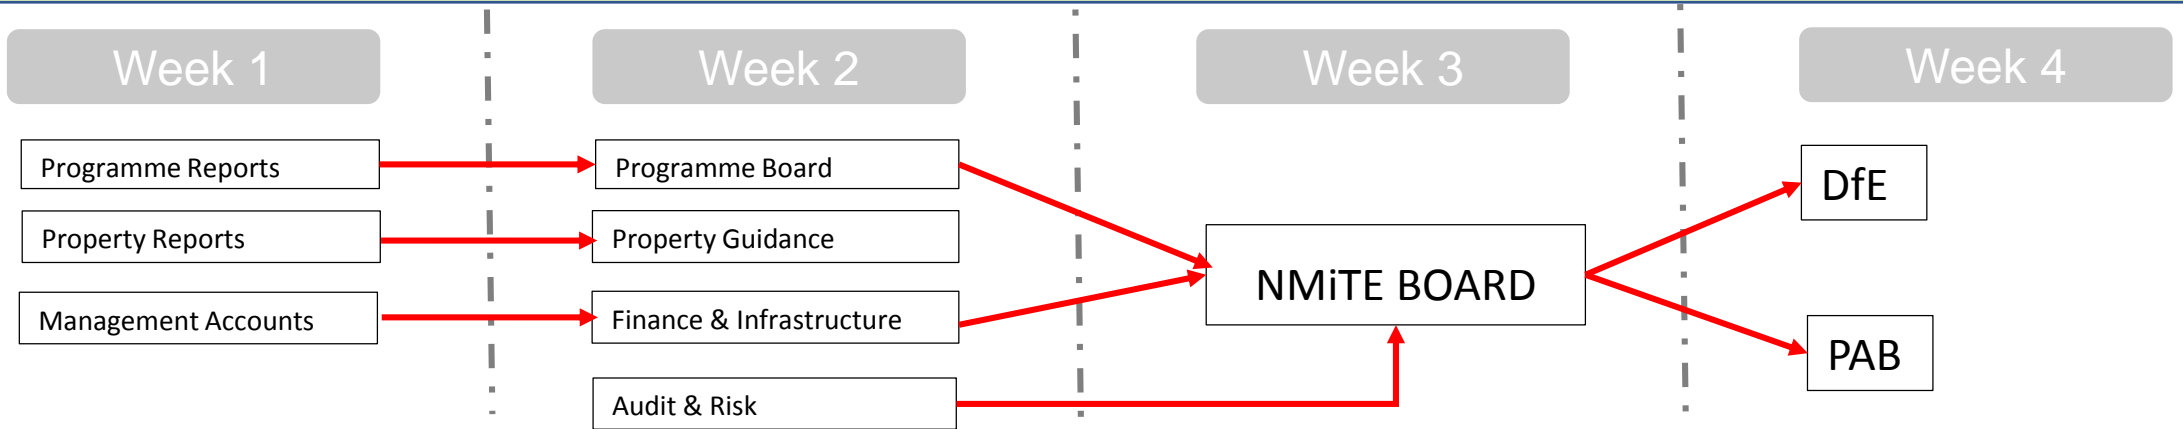 Week 1
Week 2
Week 3
Week 4
Programme Reports
Programme Board
DfE
Property Reports
Property Guidance
NMiTE BOARD
Management Accounts
Finance & Infrastructure
PAB
Audit & Risk